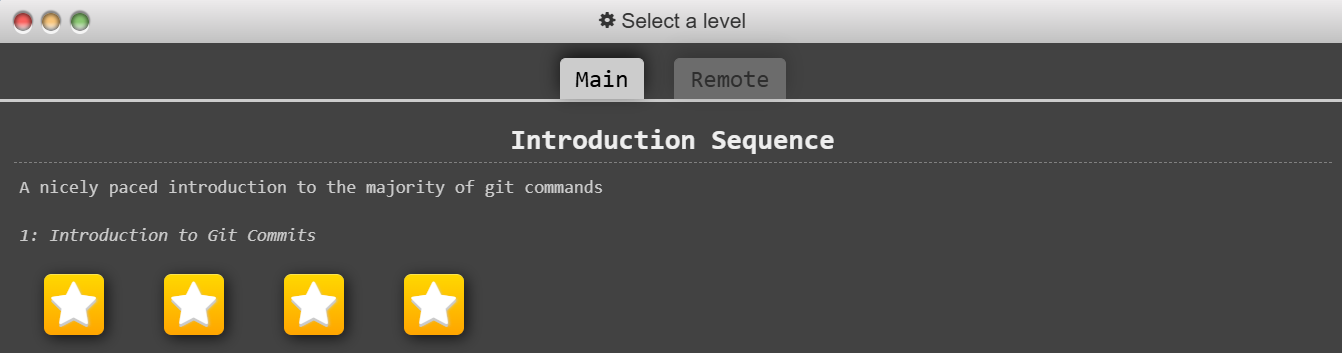 Select a level
Main
Remote
Introduction Sequence
A nicely paced introduction to the majority of git commands
1: Introduction to Git Commits